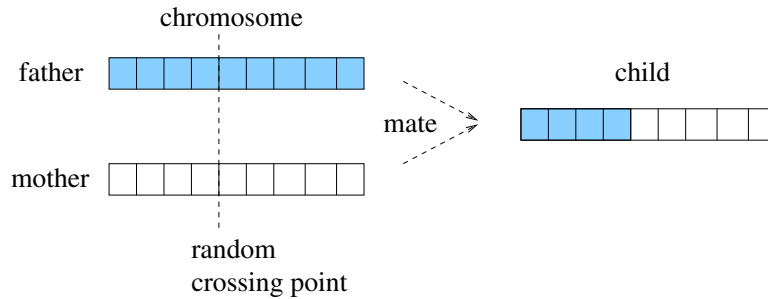 chromosome
father
child
mate
mother
random
crossing point